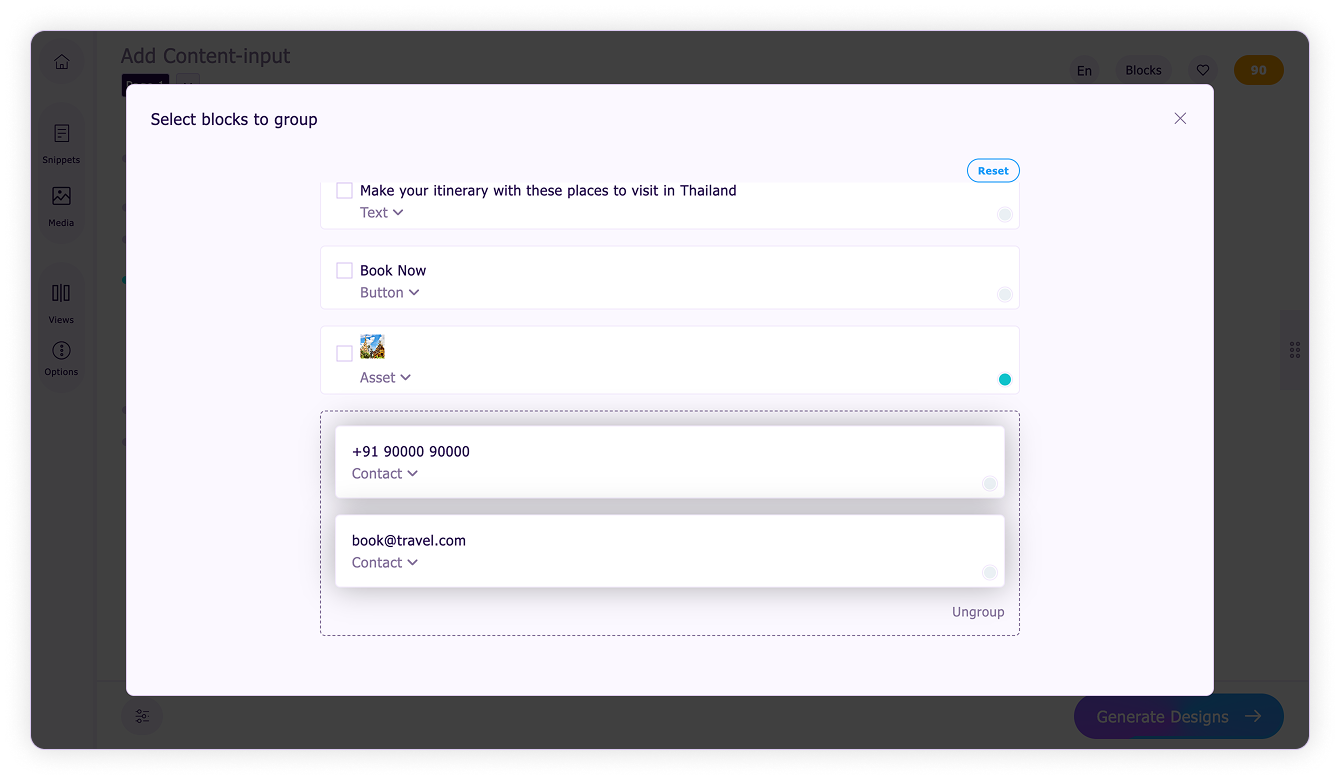 Add Content-input
En
Blocks
90
Select blocks to group
Snippets
Media
Views
Options
Reset
Make your itinerary with these places to visit in Thailand
Text
Book Now
Button
Asset
+91 90000 90000
Contact
book@travel.com
Contact
Ungroup
Generate Designs